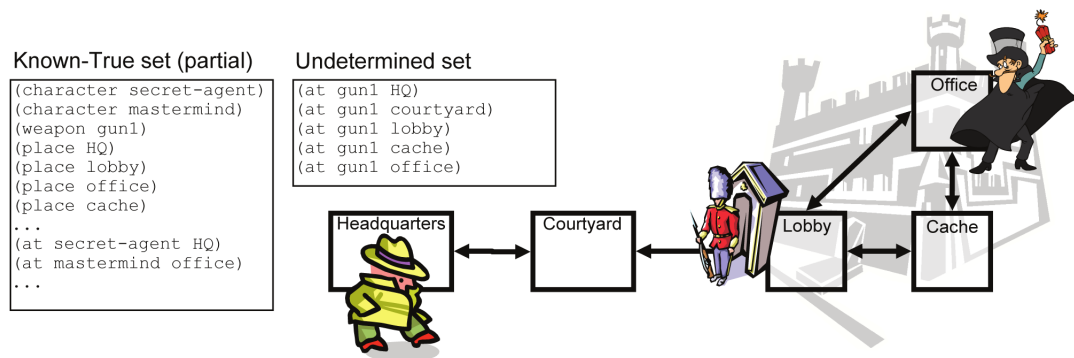 Known-True set (partial)
(character secret-agent)
(character mastermind)
(weapon gun1)
(place HQ)
(place lobby)
(place office)
(place cache)
...
(at secret-agent HQ)
(at mastermind office)
...
Undetermined set
(at gun1 HQ)
(at gun1 courtyard)
(at gun1 lobby)
(at gun1 cache)
(at gun1 office)
Office
Headquarters
Courtyard
Lobby
Cache